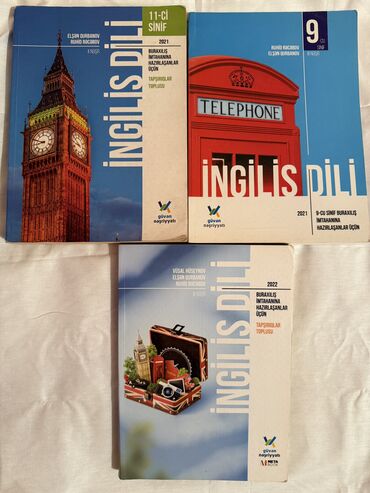 11-Cİ
SİNİF
ELŞƏN QURBANOV
RUHİD RƏCƏBOV
II NƏŞR
2021
BURAXILIŞ
İMTAHANINA
HAZIRLAŞANLAR
ÜÇÜN
TAPŞIRIQLAR
TOPLUSU
İNGİLİS DİLİ
güvən
nəşriyyatı
RUHİD RƏCƏBOV
ELŞƏN QURBANOV
9
SİNİF
TELEPHONE
İNGİLİS DİLİ
güvən
nəşriyyatı
2021
9-CU SİNİF BURAXILIŞ
İMTAHANINA
HAZIRLAŞANLAR ÜÇÜN
VÜSAL HÜSEYNOV
ELŞƏN QURBANOV
RUHİD RƏCƏBOV
2022
BURAXILIŞ
İMTAHANINA
HAZIRLAŞANLAR
ÜÇÜN
TAPŞIRIQLAR
TOPLUSU
İNGİLİS DİLİ
güvən
nəşriyyatı
META